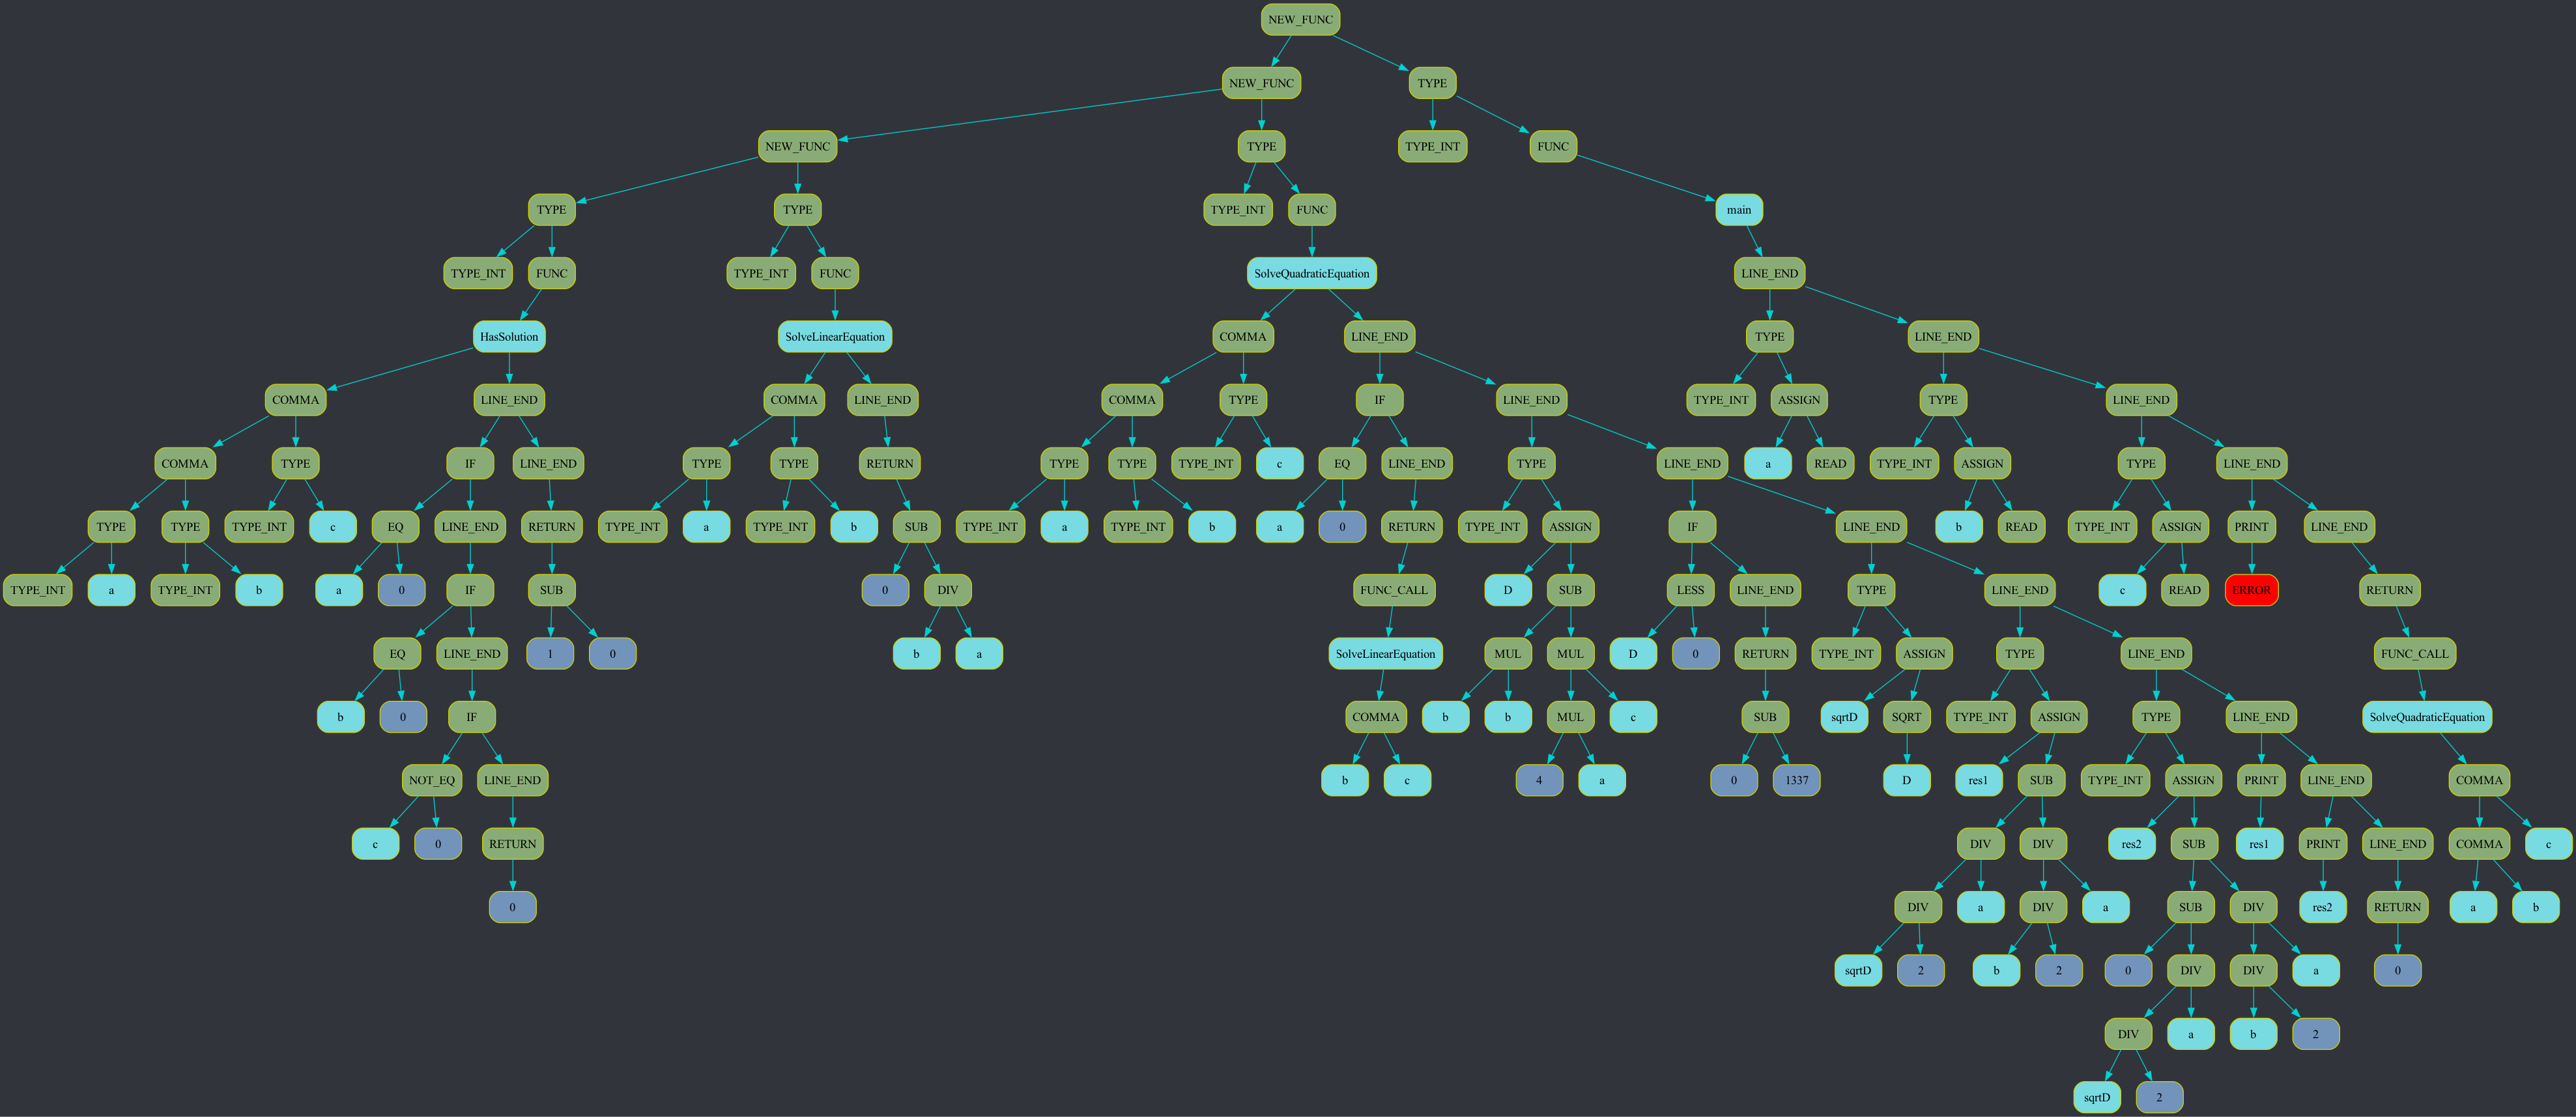 NEW_FUNC
NEW_FUNC TYPE
NEW_FUNC TYPE TYPE_INT FUNC
TYPE TYPE TYPE_INT FUNC main
TYPE_INT FUNC TYPE_INT FUNC SolveQuadraticEquation LINE_END
HasSolution SolveLinearEquation COMMA LINE_END TYPE LINE_END
COMMA LINE_END COMMA LINE_END COMMA TYPE IF LINE_END TYPE_INT ASSIGN TYPE LINE_END
COMMA TYPE IF LINE_END TYPE TYPE RETURN TYPE TYPE TYPE_INT c EQ LINE_END TYPE LINE_END a READ TYPE_INT ASSIGN TYPE LINE_END
TYPE TYPE TYPE_INT c EQ LINE_END RETURN TYPE_INT a TYPE_INT b SUB TYPE_INT a TYPE_INT b a 0 RETURN TYPE_INT ASSIGN IF LINE_END b READ TYPE_INT ASSIGN PRINT LINE_END
TYPE_INT a TYPE_INT b a 0 IF SUB 0 DIV FUNC_CALL D SUB LESS LINE_END TYPE LINE_END c READ ERROR RETURN
EQ LINE_END 1 0 b a SolveLinearEquation MUL MUL D 0 RETURN TYPE_INT ASSIGN TYPE LINE_END FUNC_CALL
b 0 IF COMMA b b MUL c SUB sqrtD SQRT TYPE_INT ASSIGN TYPE LINE_END SolveQuadraticEquation
NOT_EQ LINE_END b c 4 a 0 1337 D res1 SUB TYPE_INT ASSIGN PRINT LINE_END COMMA
c 0 RETURN DIV DIV res2 SUB res1 PRINT LINE_END COMMA c
0 DIV a DIV a SUB DIV res2 RETURN a b
sqrtD 2 b 2 0 DIV DIV a 0
DIV a b 2
sqrtD 2